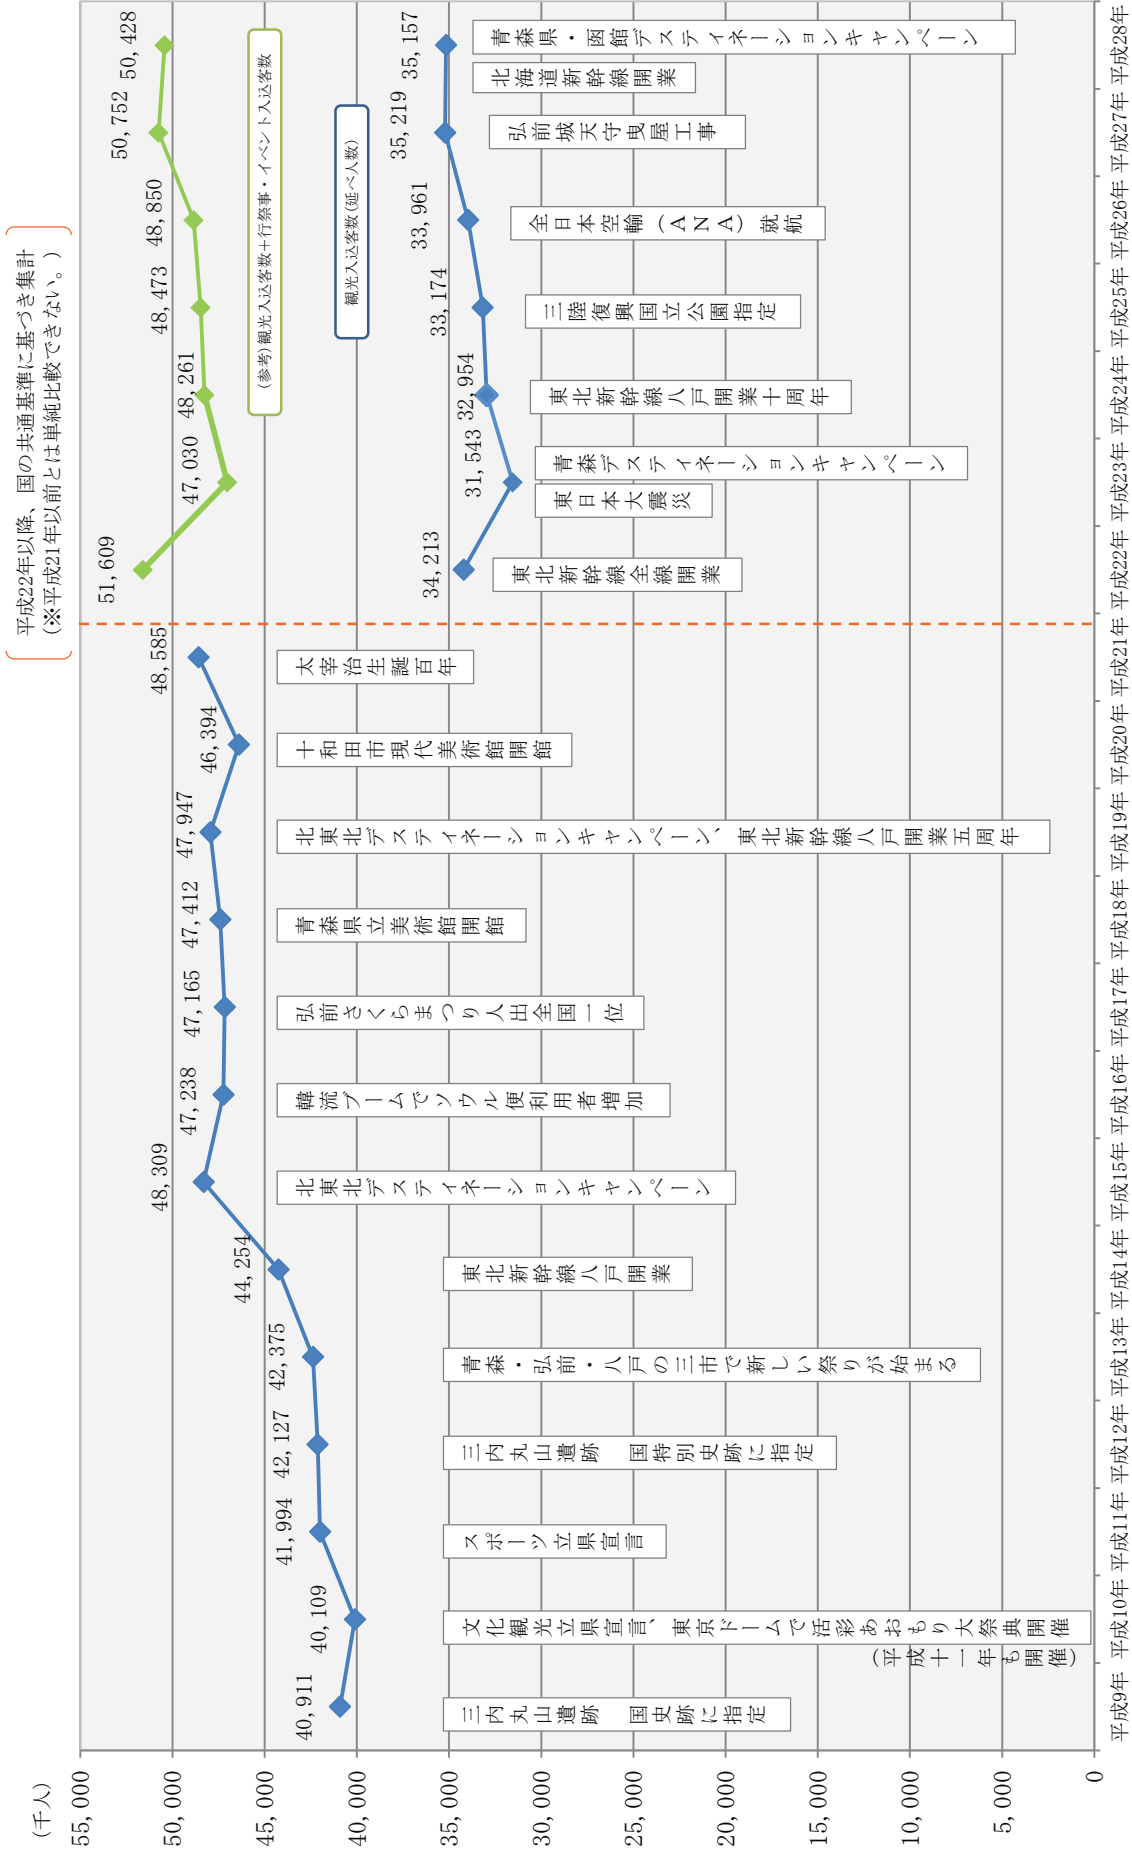 平成22年以降、国の共通基準に基づき集計
(※平成21年以前とは単純比較できない。)
(千人)
55,000
50,000
45,000
40,000
35,000
30,000
25,000
20,000
15,000
10,000
5,000
0
(参考)観光入込客数+行祭事・イベント入込客数
観光入込客数(延べ人数)
51,609
47,030
48,261
48,473
48,850
50,752
50,428
40,911
40,109
41,994
42,127
42,375
44,254
48,309
47,238
47,165
47,412
47,947
46,394
48,585
34,213
31,543
32,954
33,174
33,961
35,219
35,157
三内丸山遺跡 国史跡に指定
文化観光立県宣言、東京ドームで活彩あおもり大祭典開催
(平成十一年も開催)
スポーツ立県宣言
三内丸山遺跡 国特別史跡に指定
青森・弘前・八戸の三市で新しい祭りが始まる
東北新幹線八戸開業
北東北デスティネーションキャンペーン
韓流ブームでソウル便利用者増加
弘前さくらまつり人出全国一位
青森県立美術館開館
北東北デスティネーションキャンペーン、東北新幹線八戸開業五周年
十和田市現代美術館開館
太宰治生誕百年
東北新幹線全線開業
東日本大震災
青森デスティネーションキャンペーン
東北新幹線八戸開業十周年
三陸復興国立公園指定
全日本空輸(ANA)就航
弘前城天守曳屋工事
北海道新幹線開業
青森県・函館デスティネーションキャンペーン
平成9年
平成10年
平成11年
平成12年
平成13年
平成14年
平成15年
平成16年
平成17年
平成18年
平成19年
平成20年
平成21年
平成22年
平成23年
平成24年
平成25年
平成26年
平成27年
平成28年